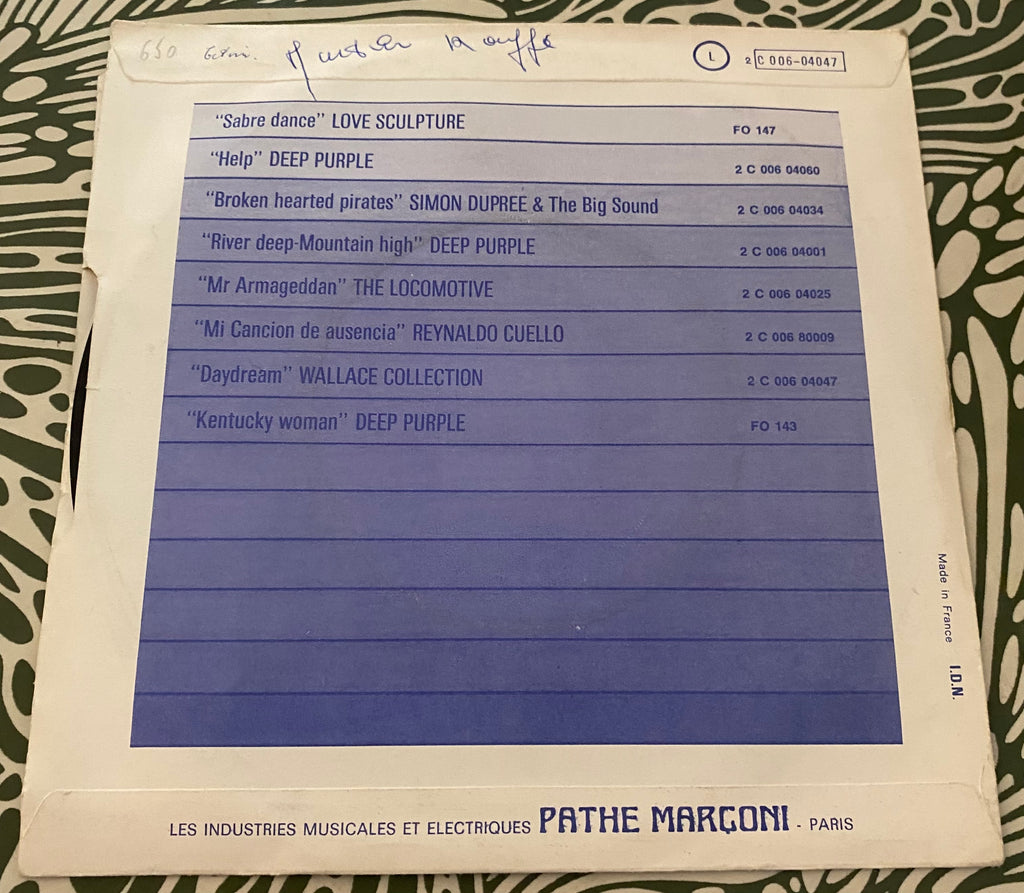 650
L 2 C 006-04047
"Sabre dance" LOVE SCULPTURE FO 147
"Help" DEEP PURPLE 2 C 006 04060
"Broken hearted pirates" SIMON DUPREE & The Big Sound 2 C 006 04034
"River deep-Mountain high" DEEP PURPLE 2 C 006 04001
"Mr Armageddan" THE LOCOMOTIVE 2 C 006 04025
"Mi Cancion de ausencia" REYNALDO CUELLO 2 C 006 80009
"Daydream" WALLACE COLLECTION 2 C 006 04047
"Kentucky woman" DEEP PURPLE FO 143
Made in France I.D.N.
LES INDUSTRIES MUSICALES ET ELECTRIQUES PATHE MARCONI - PARIS